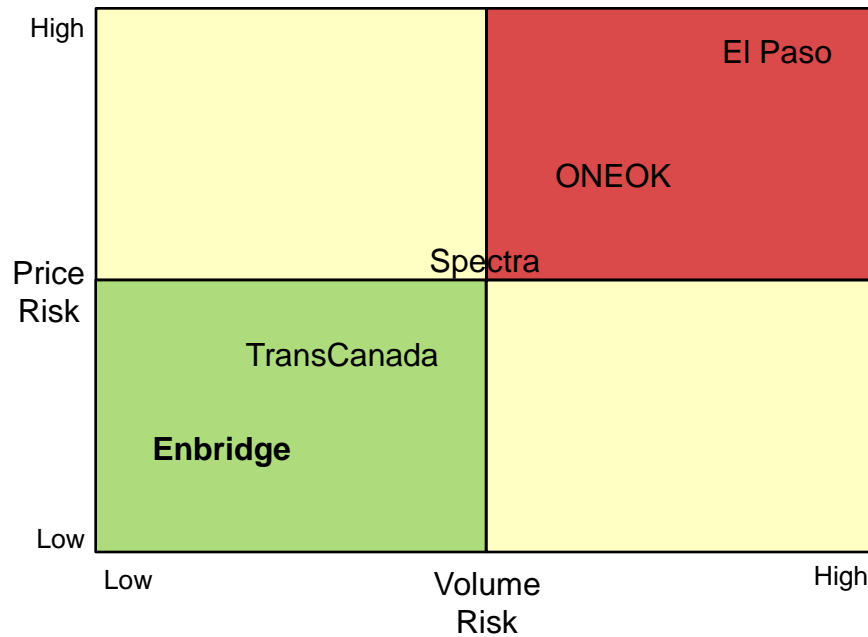 High
El Paso
ONEOK
Spectra
Price
Risk
TransCanada
Enbridge
Low
Low
Volume
Risk
High